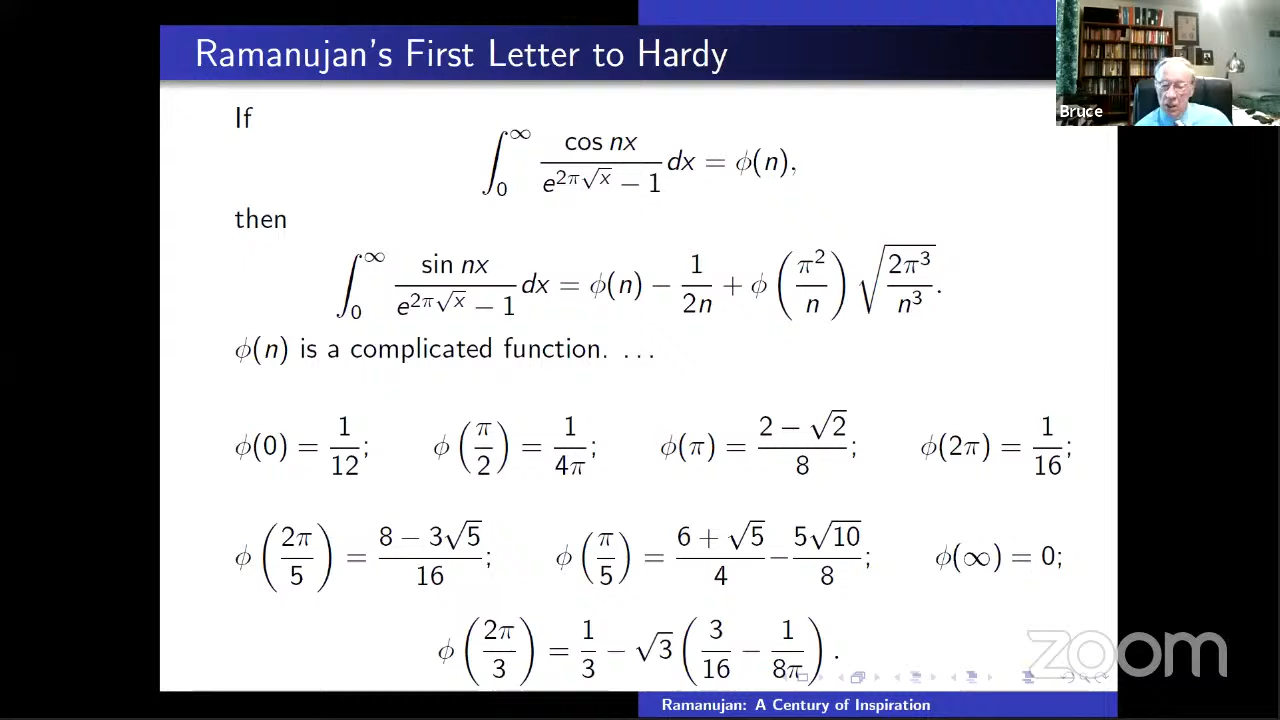 Ramanujan's First Letter to Hardy
Bruce
If
∫₀^∞ cos nx / (e^{2π√x} − 1) dx = φ(n),
then
∫₀^∞ sin nx / (e^{2π√x} − 1) dx = φ(n) − 1/(2n) + φ(π²/n) √(2π³/n³).
φ(n) is a complicated function. ...
φ(0) = 1/12; φ(π/2) = 1/(4π); φ(π) = (2 − √2)/8; φ(2π) = 1/16;
φ(2π/5) = (8 − 3√5)/16; φ(π/5) = (6 + √5)/4 − 5√10/8; φ(∞) = 0;
φ(2π/3) = 1/3 − √3 (3/16 − 1/(8π)).
zoom
Ramanujan: A Century of Inspiration